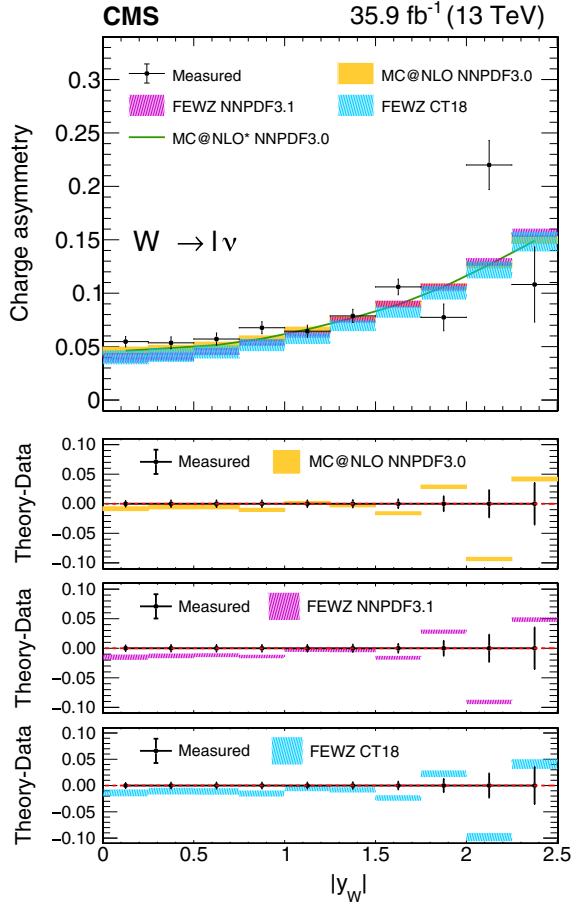 CMS 35.9 fb⁻¹ (13 TeV)
Charge asymmetry
0.3
0.25
0.2
0.15
0.1
0.05
0
Measured
MC@NLO NNPDF3.0
FEWZ NNPDF3.1
FEWZ CT18
MC@NLO* NNPDF3.0
W → l ν
Theory-Data
0.10
0.05
0.00
−0.05
−0.10
Measured
MC@NLO NNPDF3.0
Theory-Data
0.10
0.05
0.00
−0.05
−0.10
Measured
FEWZ NNPDF3.1
Theory-Data
0.10
0.05
0.00
−0.05
−0.10
Measured
FEWZ CT18
0 0.5 1 1.5 2 2.5
|y_W|